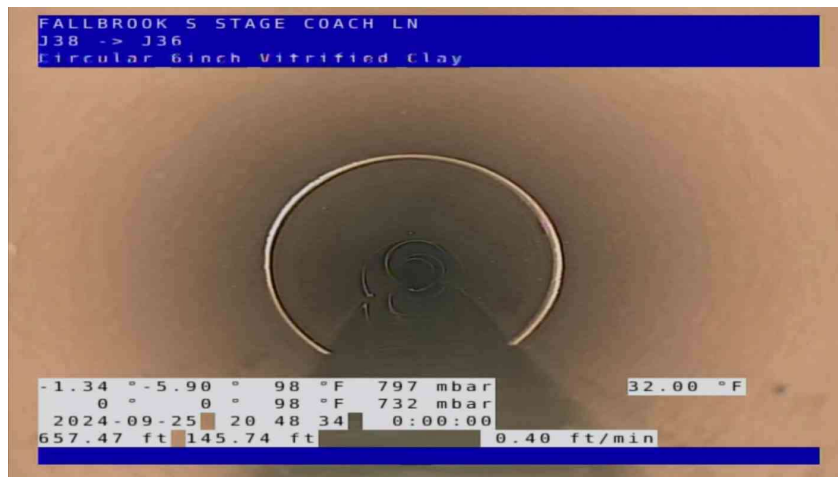 FALLBROOK S STAGE COACH LN
J38 -> J36
Circular 6inch Vitrified Clay
-1.34 °-5.90 ° 98 °F 797 mbar 32.00 °F
0 ° 0 ° 98 °F 732 mbar
2024-09-25 20 48 34 0:00:00
657.47 ft 145.74 ft 0.40 ft/min